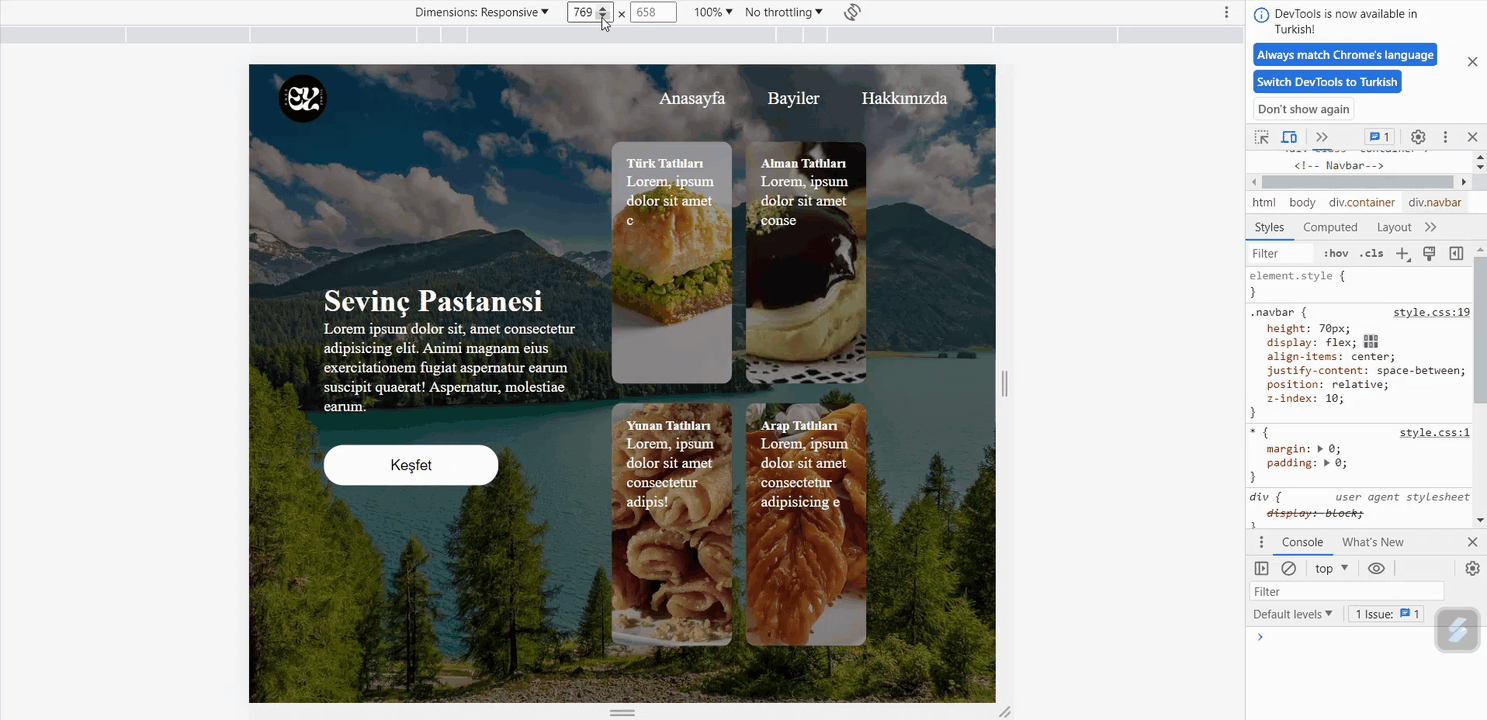 Dimensions: Responsive
769
×
658
100%
No throttling
DevTools is now available in
Turkish!
Always match Chrome's language
Switch DevTools to Turkish
Don't show again
1
<!-- Navbar-->
html body div.container div.navbar
Styles Computed Layout
Filter :hov .cls
element.style {
}
.navbar { style.css:19
height: 70px;
display: flex;
align-items: center;
justify-content: space-between;
position: relative;
z-index: 10;
}
* { style.css:1
margin: 0;
padding: 0;
}
div { user agent stylesheet
display: block;
}
Console What's New
top
Filter
Default levels 1 Issue: 1
Anasayfa Bayiler Hakkımızda
Sevinç Pastanesi
Lorem ipsum dolor sit, amet consectetur
adipisicing elit. Animi magnam eius
exercitationem fugiat aspernatur earum
suscipit quaerat! Aspernatur, molestiae
earum.
Keşfet
Türk Tatlıları
Lorem, ipsum
dolor sit amet
c
Alman Tatlıları
Lorem, ipsum
dolor sit amet
conse
Yunan Tatlıları
Lorem, ipsum
dolor sit amet
consectetur
adipis!
Arap Tatlıları
Lorem, ipsum
dolor sit amet
consectetur
adipisicing e